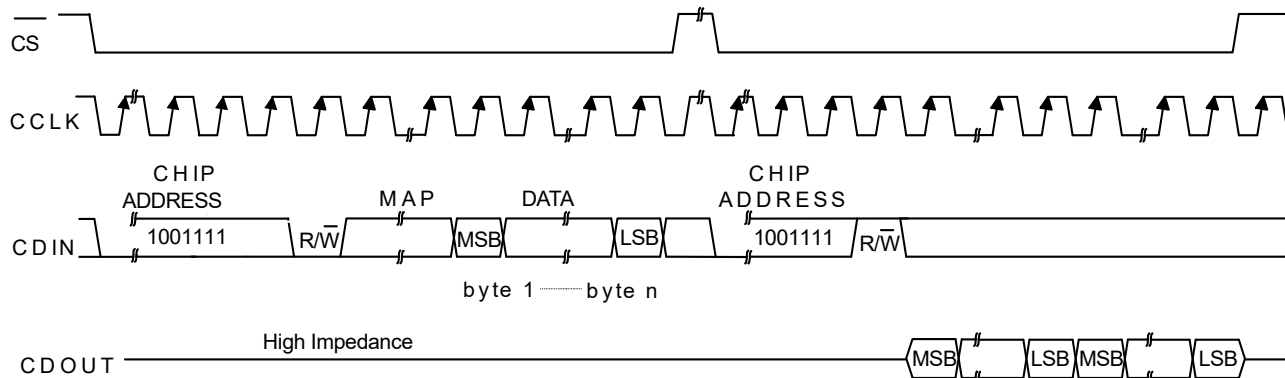 CS
CCLK
CHIP
ADDRESS
MAP
DATA
CHIP
ADDRESS
CDIN
1001111
R/W
MSB
LSB
1001111
R/W
byte 1 byte n
High Impedance
CDOUT
MSB
LSB
MSB
LSB